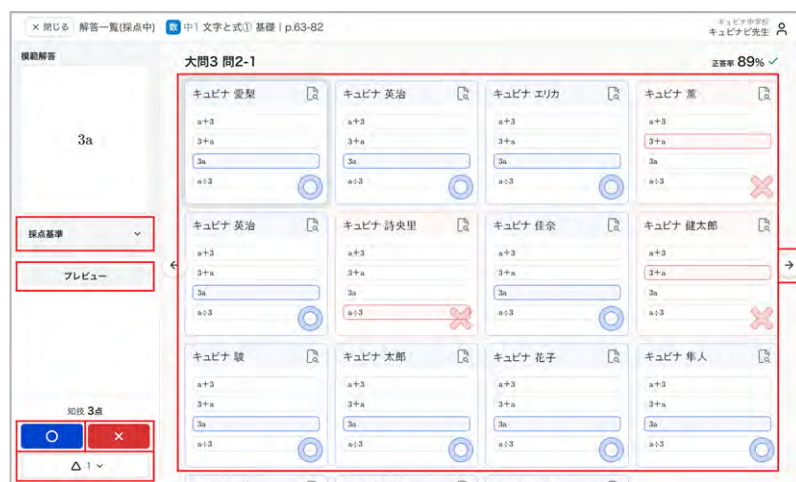 × 閉じる 解答一覧(採点中) 数 中1 文字と式① 基礎 | p.63-82
キュビナ中学校
キュビナビ先生
模範解答
3a
採点基準
プレビュー
知技 3点
○ ×
△ 1
大問3 問2-1
正答率 89% ✓
キュビナ 愛梨
a+3
3+a
3a
a÷3
キュビナ 英治
a+3
3+a
3a
a÷3
キュビナ エリカ
a+3
3+a
3a
a÷3
キュビナ 薫
a+3
3+a
3a
a÷3
キュビナ 英治
a+3
3+a
3a
a÷3
キュビナ 詩央里
a+3
3+a
3a
a÷3
キュビナ 佳奈
a+3
3+a
3a
a÷3
キュビナ 健太郎
a+3
3+a
3a
a÷3
キュビナ 駿
a+3
3+a
3a
a÷3
キュビナ 太郎
a+3
3+a
3a
a÷3
キュビナ 花子
a+3
3+a
3a
a÷3
キュビナ 隼人
a+3
3+a
3a
a÷3